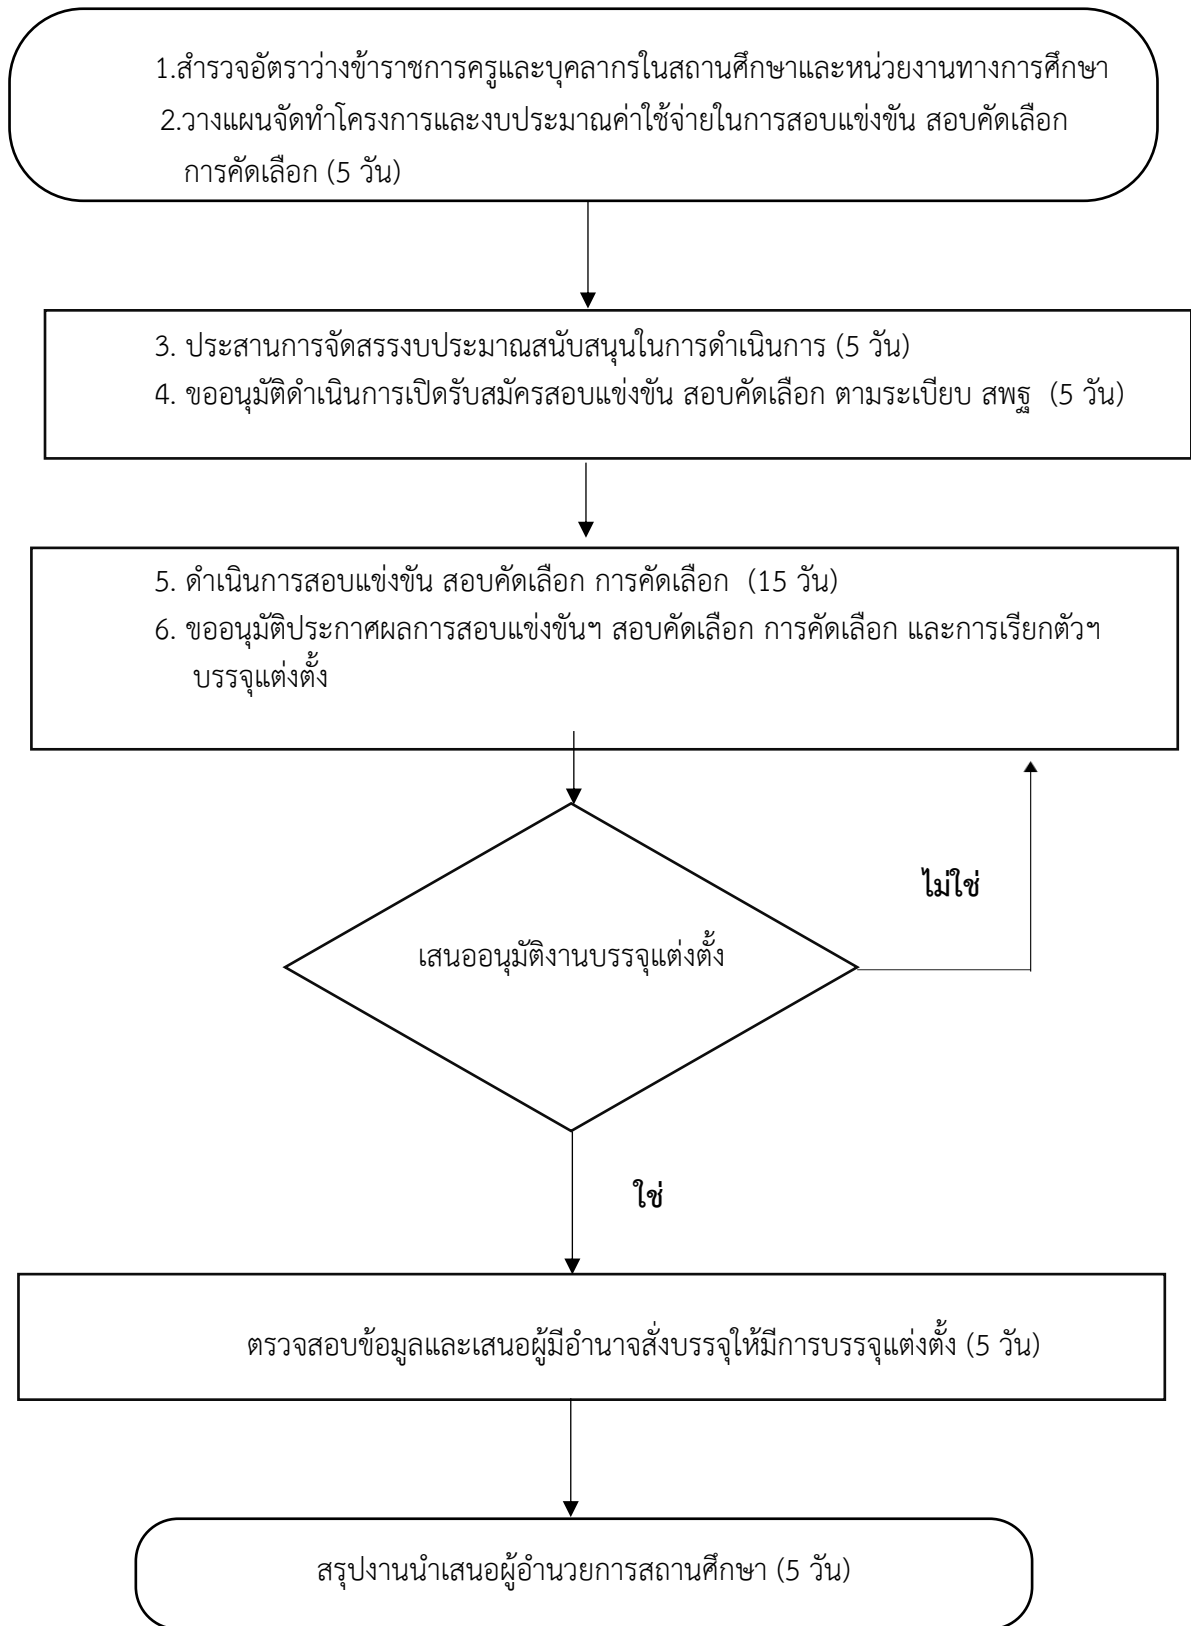 1.สำรวจอัตราว่างข้าราชการครูและบุคลากรในสถานศึกษาและหน่วยงานทางการศึกษา
2.วางแผนจัดทำโครงการและงบประมาณค่าใช้จ่ายในการสอบแข่งขัน สอบคัดเลือก
การคัดเลือก (5 วัน)
3. ประสานการจัดสรรงบประมาณสนับสนุนในการดำเนินการ (5 วัน)
4. ขออนุมัติดำเนินการเปิดรับสมัครสอบแข่งขัน สอบคัดเลือก ตามระเบียบ สพฐ (5 วัน)
5. ดำเนินการสอบแข่งขัน สอบคัดเลือก การคัดเลือก (15 วัน)
6. ขออนุมัติประกาศผลการสอบแข่งขันฯ สอบคัดเลือก การคัดเลือก และการเรียกตัวฯ
บรรจุแต่งตั้ง
ไม่ใช่
เสนออนุมัติงานบรรจุแต่งตั้ง
ใช่
ตรวจสอบข้อมูลและเสนอผู้มีอำนาจสั่งบรรจุให้มีการบรรจุแต่งตั้ง (5 วัน)
สรุปงานนำเสนอผู้อำนวยการสถานศึกษา (5 วัน)